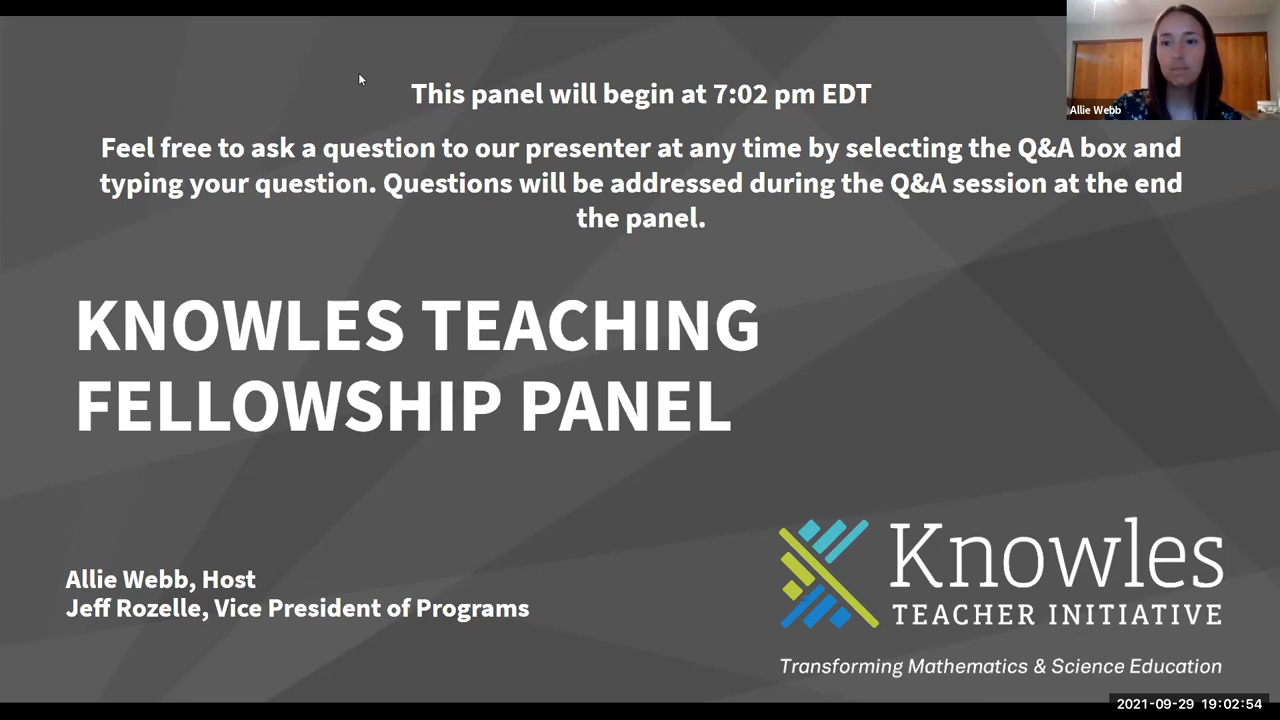 This panel will begin at 7:02 pm EDT
Allie Webb
Feel free to ask a question to our presenter at any time by selecting the Q&A box and
typing your question. Questions will be addressed during the Q&A session at the end
the panel.
KNOWLES TEACHING
FELLOWSHIP PANEL
Allie Webb, Host
Jeff Rozelle, Vice President of Programs
Knowles
TEACHER INITIATIVE
Transforming Mathematics & Science Education
2021-09-29 19:02:54